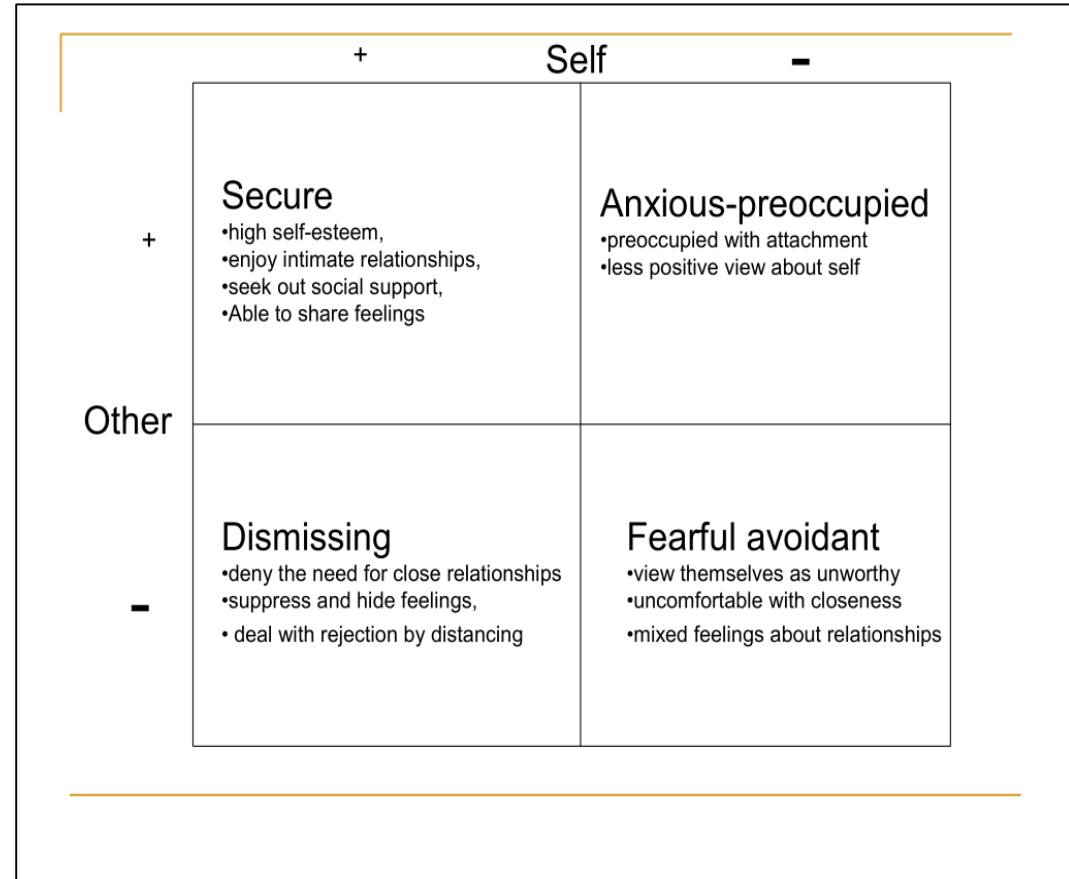 + Self -
+
Secure
•high self-esteem,
•enjoy intimate relationships,
•seek out social support,
•Able to share feelings
Anxious-preoccupied
•preoccupied with attachment
•less positive view about self
Other
-
Dismissing
•deny the need for close relationships
•suppress and hide feelings,
• deal with rejection by distancing
Fearful avoidant
•view themselves as unworthy
•uncomfortable with closeness
•mixed feelings about relationships